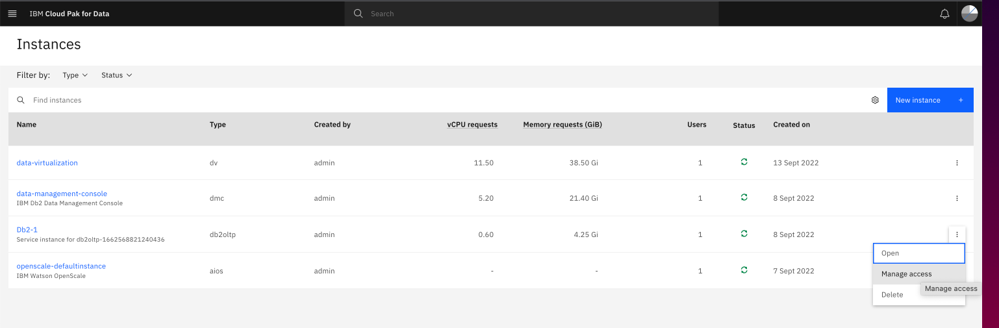 IBM Cloud Pak for Data
Search
Instances
Filter by: Type Status
Find instances
New instance +
Name Type Created by vCPU requests Memory requests (GiB) Users Status Created on
data-virtualization dv admin 11.50 38.50 Gi 1 13 Sept 2022
data-management-console dmc admin 5.20 21.40 Gi 1 8 Sept 2022
IBM Db2 Data Management Console
Db2-1 db2oltp admin 0.60 4.25 Gi 1 8 Sept 2022
Service instance for db2oltp-1662568821240436
Open
openscale-defaultinstance aios admin - - 1 7 Sept 2022
IBM Watson OpenScale
Manage access
Manage access
Delete